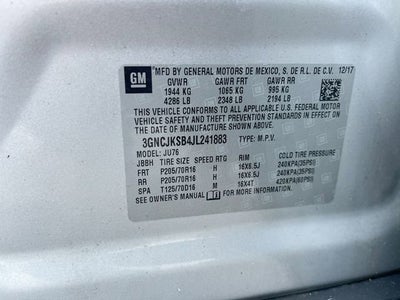 GM
*MFD BY GENERAL MOTORS DE MEXICO, S. DE R.L. DE C.V. 12/17
GVWR GAWR FRT GAWR RR
1944 KG 1065 KG 995 KG
4286 LB 2348 LB 2194 LB
THIS VEHICLE CONFORMS TO ALL APPLICABLE U.S. FEDERAL MOTOR
VEHICLE SAFETY AND THEFT PREVENTION STANDARDS IN EFFECT
ON THE DATE OF MANUFACTURE SHOWN ABOVE.
3GNCJKSB4JL241883 TYPE: M.P.V.
MODEL: JU76
JBBH TIRE SIZE SPEED RTG RIM COLD TIRE PRESSURE
FRT P205/70R16 H 16X6.5J 240KPA(35PSI)
RR P205/70R16 H 16X6.5J 240KPA(35PSI)
SPA T125/70D16 M 16X4T 420KPA(60PSI)
SEE OWNER'S MANUAL FOR ADDITIONAL INFORMATION.